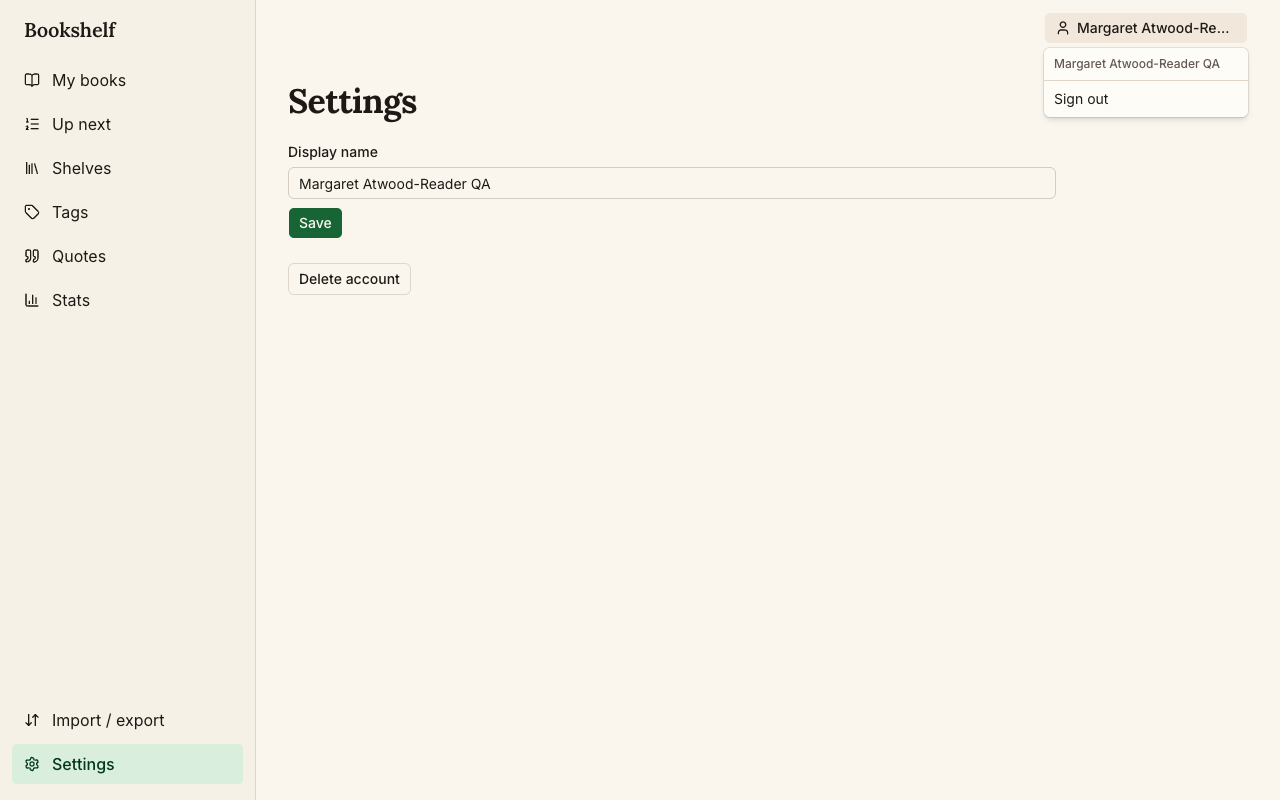 Bookshelf
My books
Up next
Shelves
Tags
Quotes
Stats
Import / export
Settings
Margaret Atwood-Re...
Margaret Atwood-Reader QA
Sign out
Settings
Display name
Margaret Atwood-Reader QA
Save
Delete account